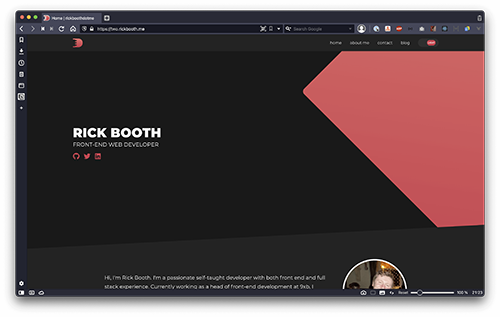 Home | rickboothdotme
https://two.rickbooth.me
Search Google
home
about me
contact
blog
RICK BOOTH
FRONT-END WEB DEVELOPER
Hi, I'm Rick Booth. I'm a passionate self-taught developer with both front end and full
stack experience. Currently working as a head of front-end development at 9xb, I
Reset
100 %
21:23